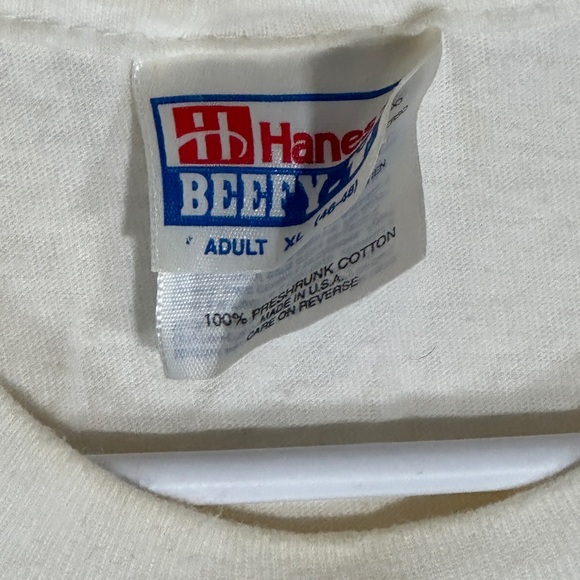 Hanes
BEEFY-
ADULT XL (46-48)
100% PRESHRUNK COTTON
MADE IN U.S.A.
CARE ON REVERSE